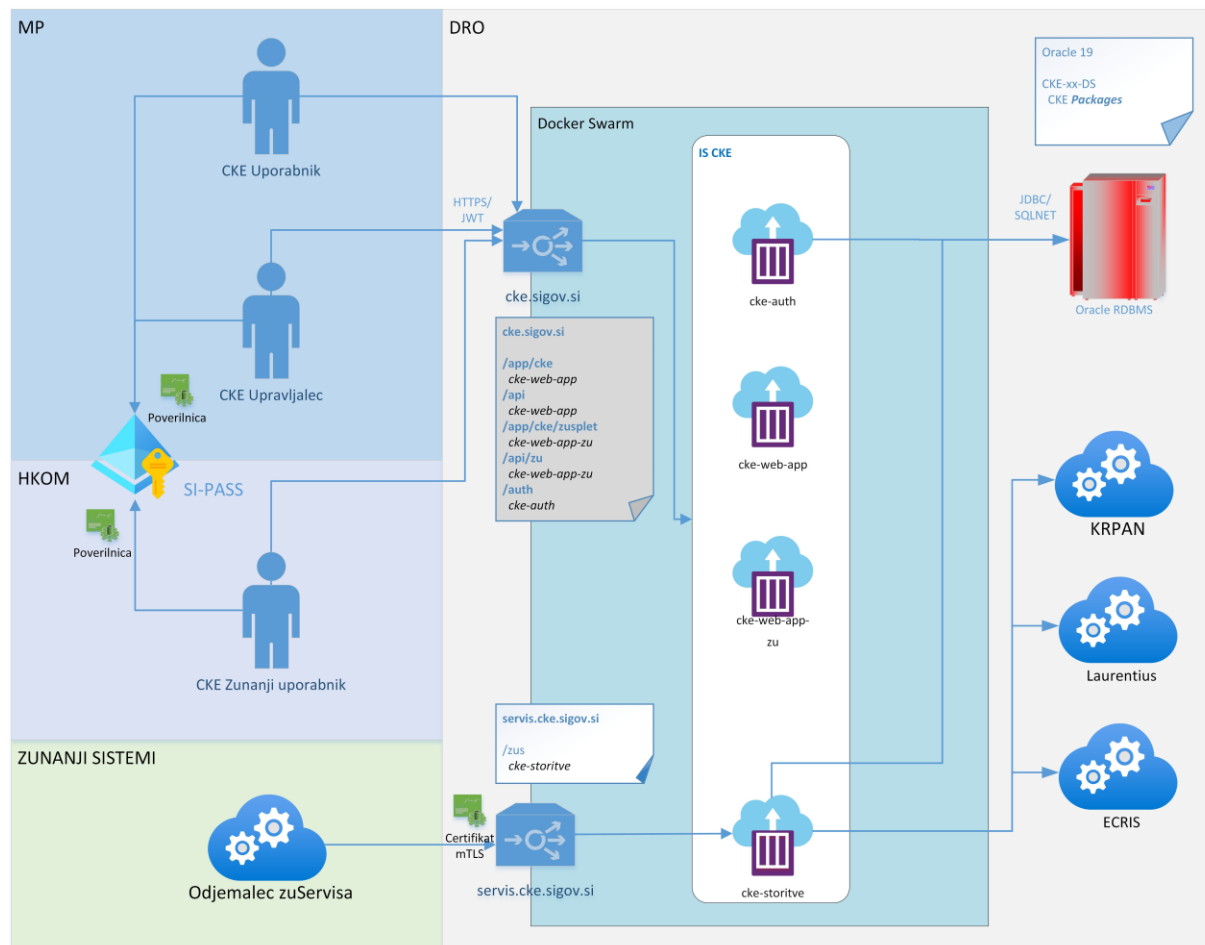 MP
DRO
Oracle 19
CKE-xx-DS
CKE Packages
CKE Uporabnik
Docker Swarm
IS CKE
HTTPS/
JWT
JDBC/
SQLNET
cke.sigov.si
cke-auth
Oracle RDBMS
CKE Upravljalec
Poverilnica
cke.sigov.si
/app/cke
cke-web-app
/api
cke-web-app
/app/cke/zusplet
cke-web-app-zu
/api/zu
cke-web-app-zu
/auth
cke-auth
cke-web-app
HKOM
SI-PASS
Poverilnica
KRPAN
cke-web-app-
zu
CKE Zunanji uporabnik
Laurentius
servis.cke.sigov.si
/zus
cke-storitve
ZUNANJI SISTEMI
Certifikat
mTLS
ECRIS
Odjemalec zuServisa
servis.cke.sigov.si
cke-storitve